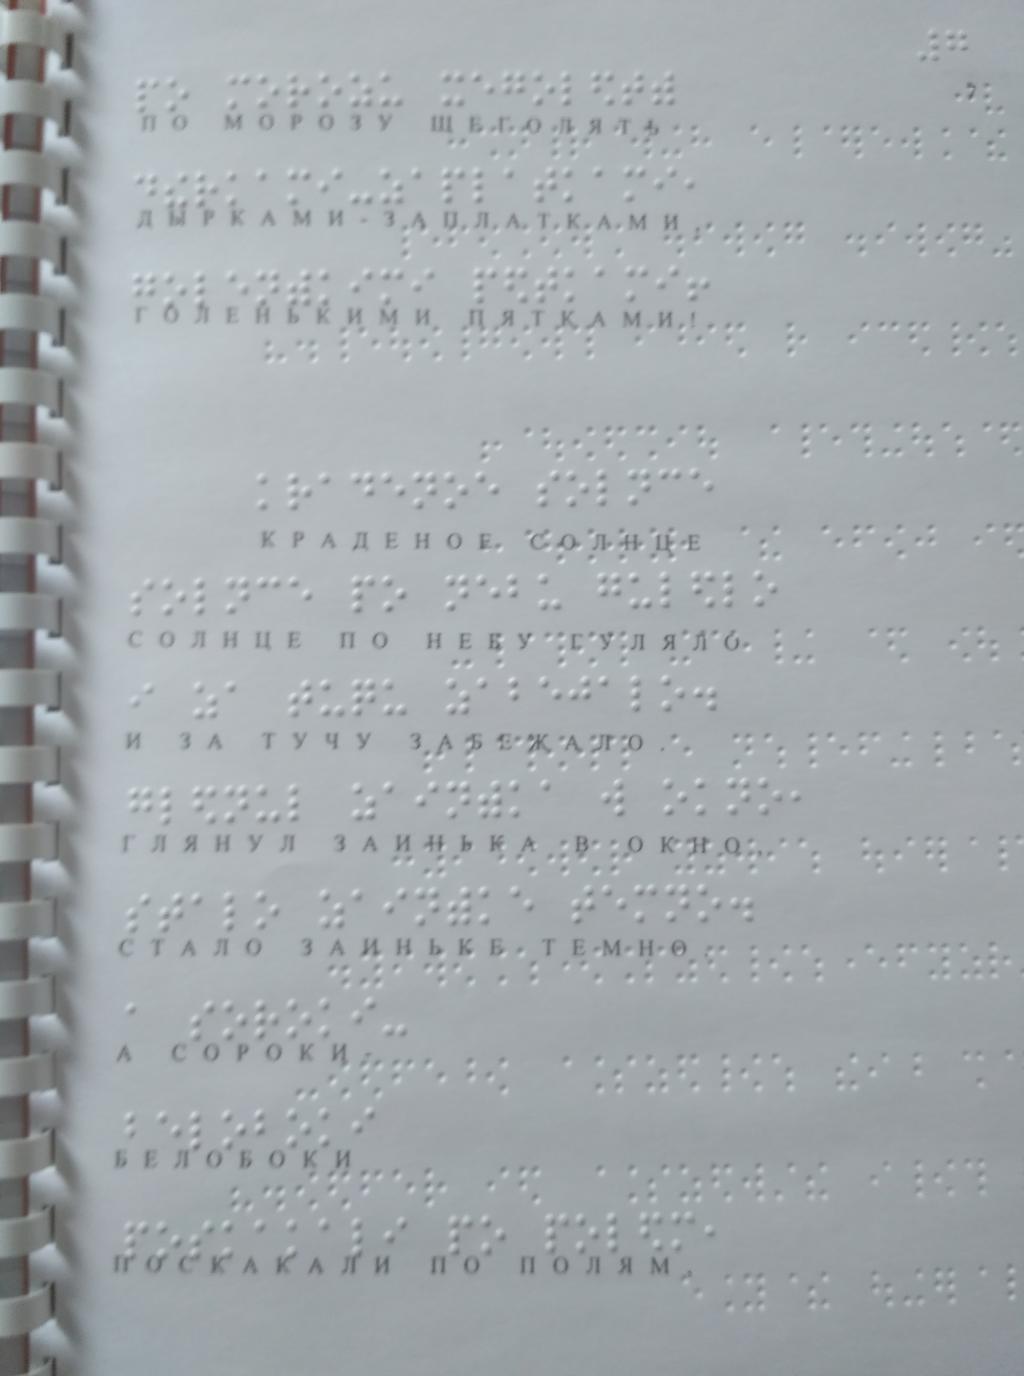 7
ПО МОРОЗУ ЩЕГОЛЯТЬ
ДЫРКАМИ-ЗАПЛАТКАМИ,
ГОЛЕНЬКИМИ ПЯТКАМИ!
КРАДЕНОЕ СОЛНЦЕ
СОЛНЦЕ ПО НЕБУ ГУЛЯЛО
И ЗА ТУЧУ ЗАБЕЖАЛО.
ГЛЯНУЛ ЗАИНЬКА В ОКНО,
СТАЛО ЗАИНЬКЕ ТЕМНО.
А СОРОКИ-
БЕЛОБОКИ
ПОСКАКАЛИ ПО ПОЛЯМ,